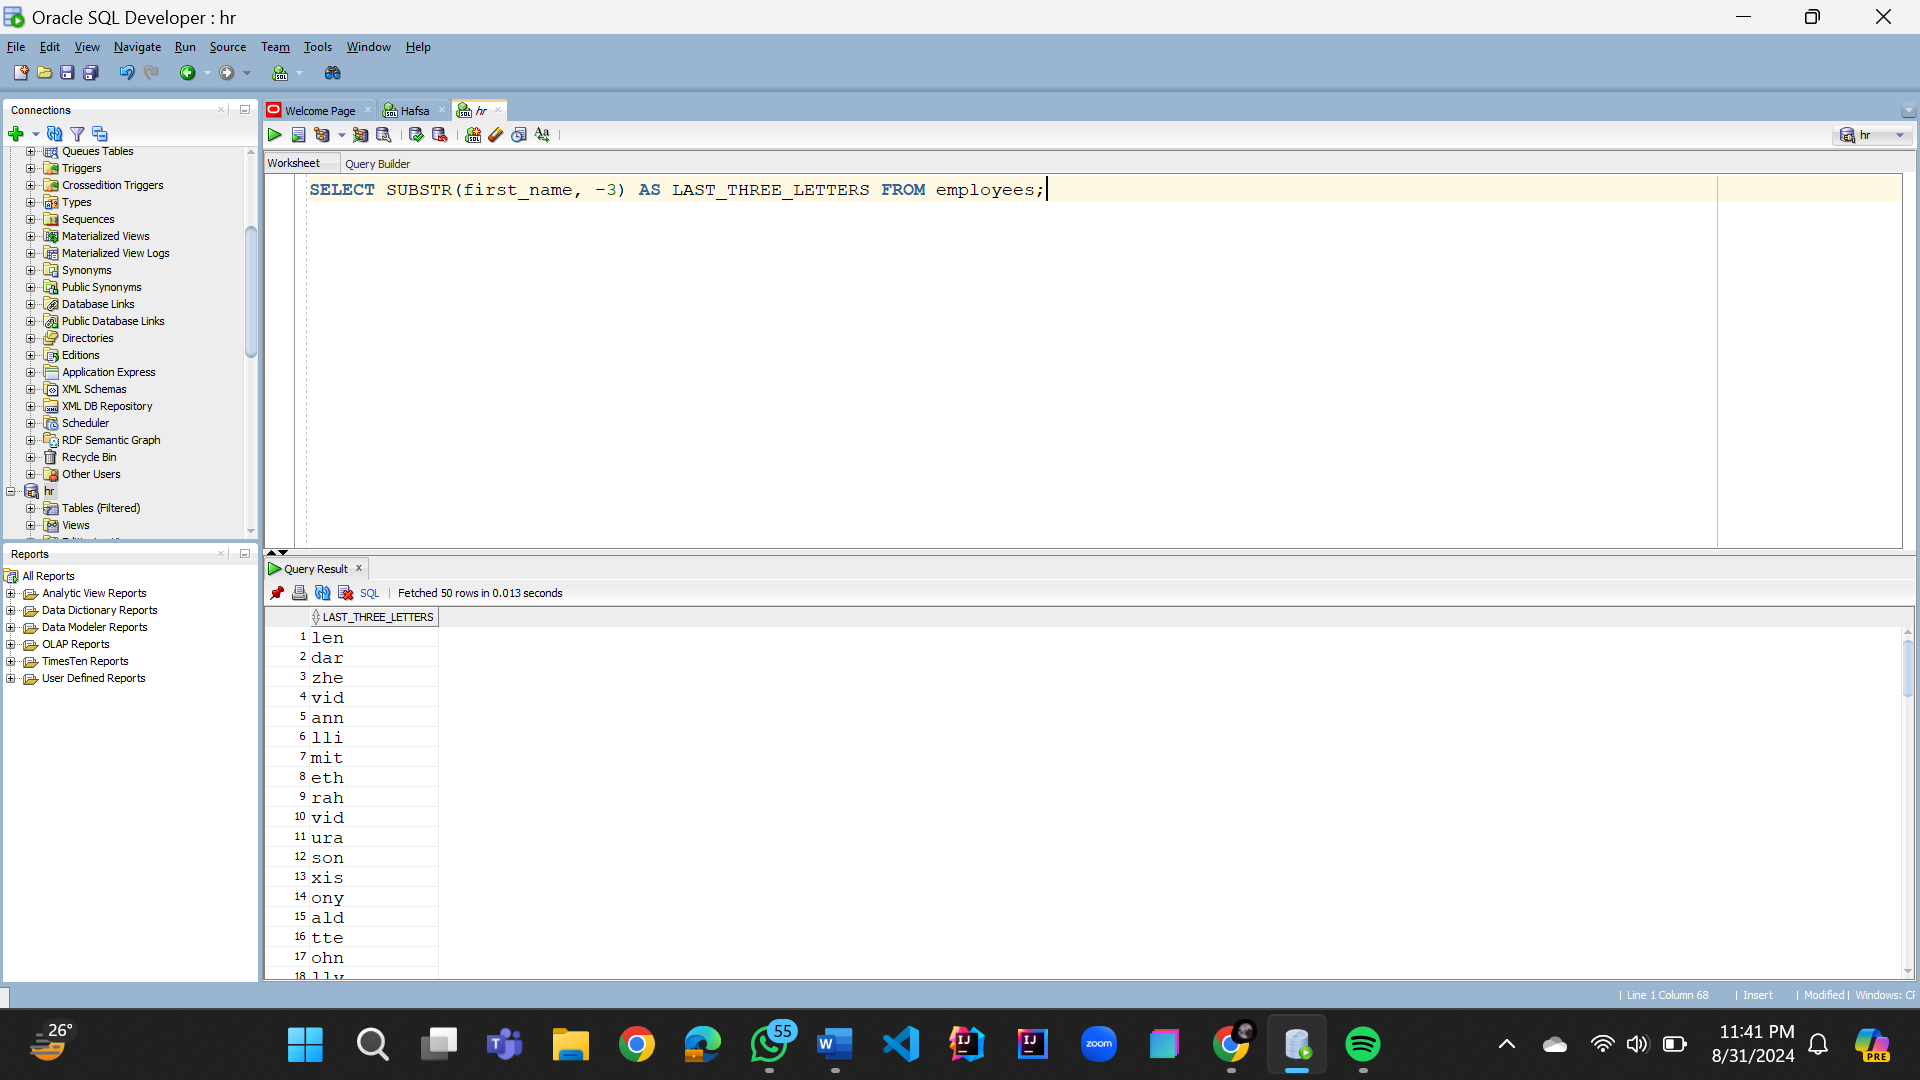 Oracle SQL Developer : hr
File Edit View Navigate Run Source Team Tools Window Help
Connections
Queues Tables
Triggers
Crossedition Triggers
Types
Sequences
Materialized Views
Materialized View Logs
Synonyms
Public Synonyms
Database Links
Public Database Links
Directories
Editions
Application Express
XML Schemas
XML DB Repository
Scheduler
RDF Semantic Graph
Recycle Bin
Other Users
hr
Tables (Filtered)
Views
Reports
All Reports
Analytic View Reports
Data Dictionary Reports
Data Modeler Reports
OLAP Reports
TimesTen Reports
User Defined Reports
Welcome Page Hafsa hr
hr
Worksheet Query Builder
SELECT SUBSTR(first_name, -3) AS LAST_THREE_LETTERS FROM employees;
Query Result
SQL | Fetched 50 rows in 0.013 seconds
LAST_THREE_LETTERS
1 len
2 dar
3 zhe
4 vid
5 ann
6 lli
7 mit
8 eth
9 rah
10 vid
11 ura
12 son
13 xis
14 ony
15 ald
16 tte
17 ohn
18 lly
| Line 1 Column 68 | Insert | Modified | Windows: CF
26°
55
zoom
11:41 PM
8/31/2024
PRE